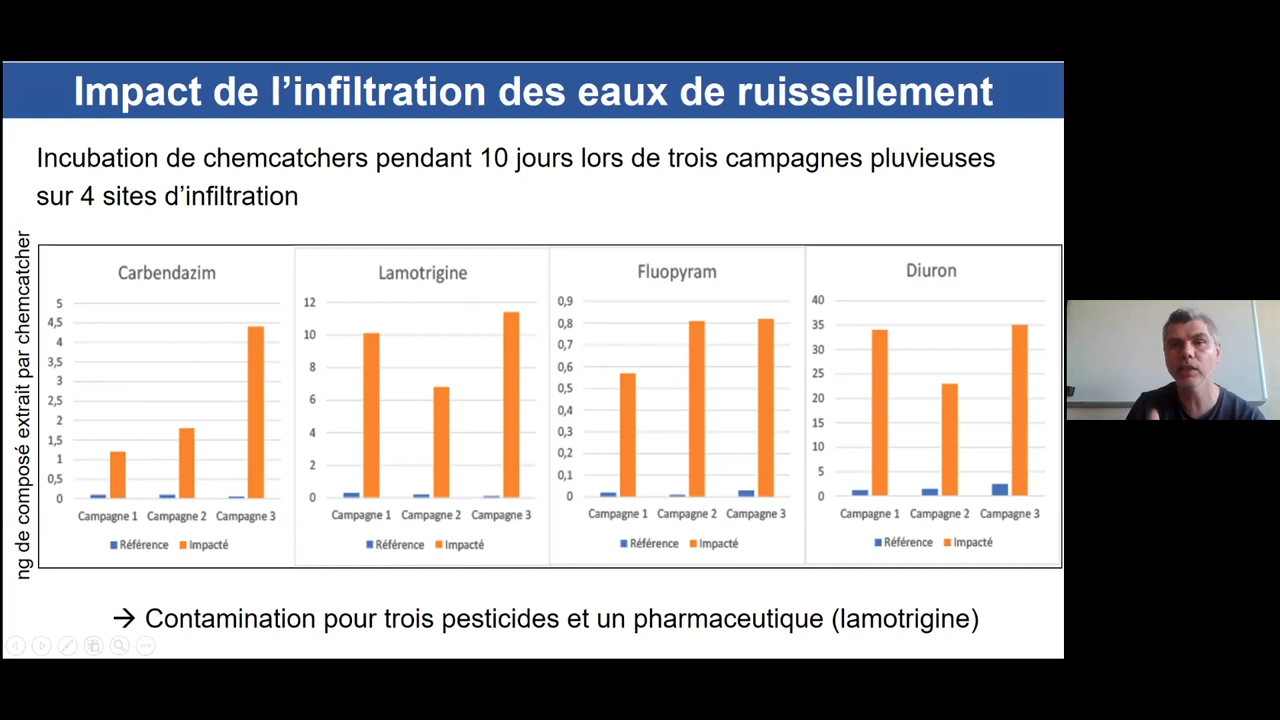 Impact de l’infiltration des eaux de ruissellement
Incubation de chemcatchers pendant 10 jours lors de trois campagnes pluvieuses
sur 4 sites d’infiltration
ng de composé extrait par chemcatcher
Carbendazim
5
4,5
4
3,5
3
2,5
2
1,5
1
0,5
0
Campagne 1 Campagne 2 Campagne 3
Référence Impacté
Lamotrigine
12
10
8
6
4
2
0
Campagne 1 Campagne 2 Campagne 3
Référence Impacté
Fluopyram
0,9
0,8
0,7
0,6
0,5
0,4
0,3
0,2
0,1
0
Campagne 1 Campagne 2 Campagne 3
Référence Impacté
Diuron
40
35
30
25
20
15
10
5
0
Campagne 1 Campagne 2 Campagne 3
Référence Impacté
→ Contamination pour trois pesticides et un pharmaceutique (lamotrigine)